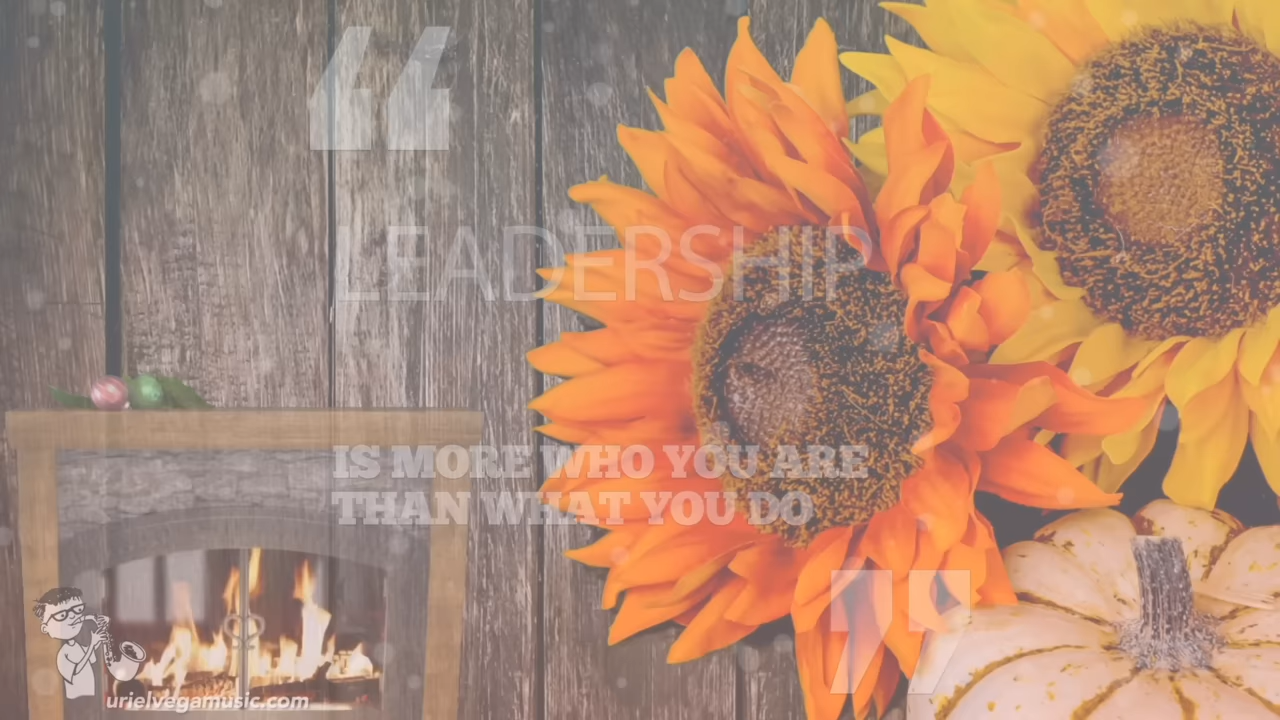 “
LEADERSHIP
IS MORE WHO YOU ARE
THAN WHAT YOU DO
”
urielvegamusic.com